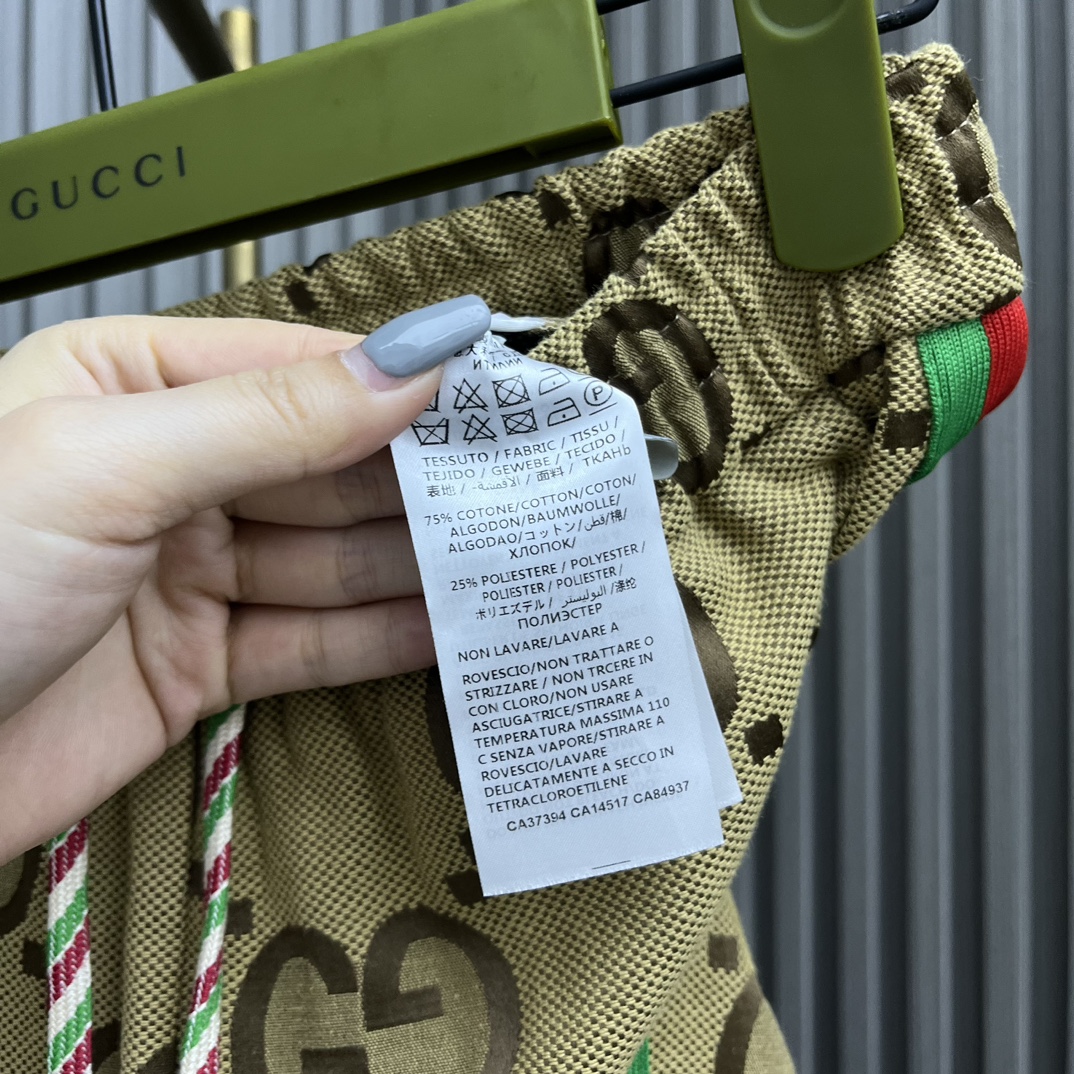 GUCCI
ИТАЛИИ
P
TESSUTO / FABRIC / TISSU /
TEJIDO / GEWEBE / TECIDO /
表地 / الأقمشة- / 面料 / ТКАНЬ
75% COTONE/COTTON/COTON/
ALGODON/BAUMWOLLE/
ALGODAO/コットン/قطن/棉/
ХЛОПОК/
25% POLIESTERE / POLYESTER /
POLIESTER / POLIESTER /
ポリエステル / البوليستر /涤纶
ПОЛИЭСТЕР
NON LAVARE/LAVARE A
ROVESCIO/NON TRATTARE O
STRIZZARE / NON TRCERE IN
CON CLORO/NON USARE
ASCIUGATRICE/STIRARE A
TEMPERATURA MASSIMA 110
C SENZA VAPORE/STIRARE A
ROVESCIO/LAVARE
DELICATAMENTE A SECCO IN
TETRACLOROETILENE
CA37394 CA14517 CA84937